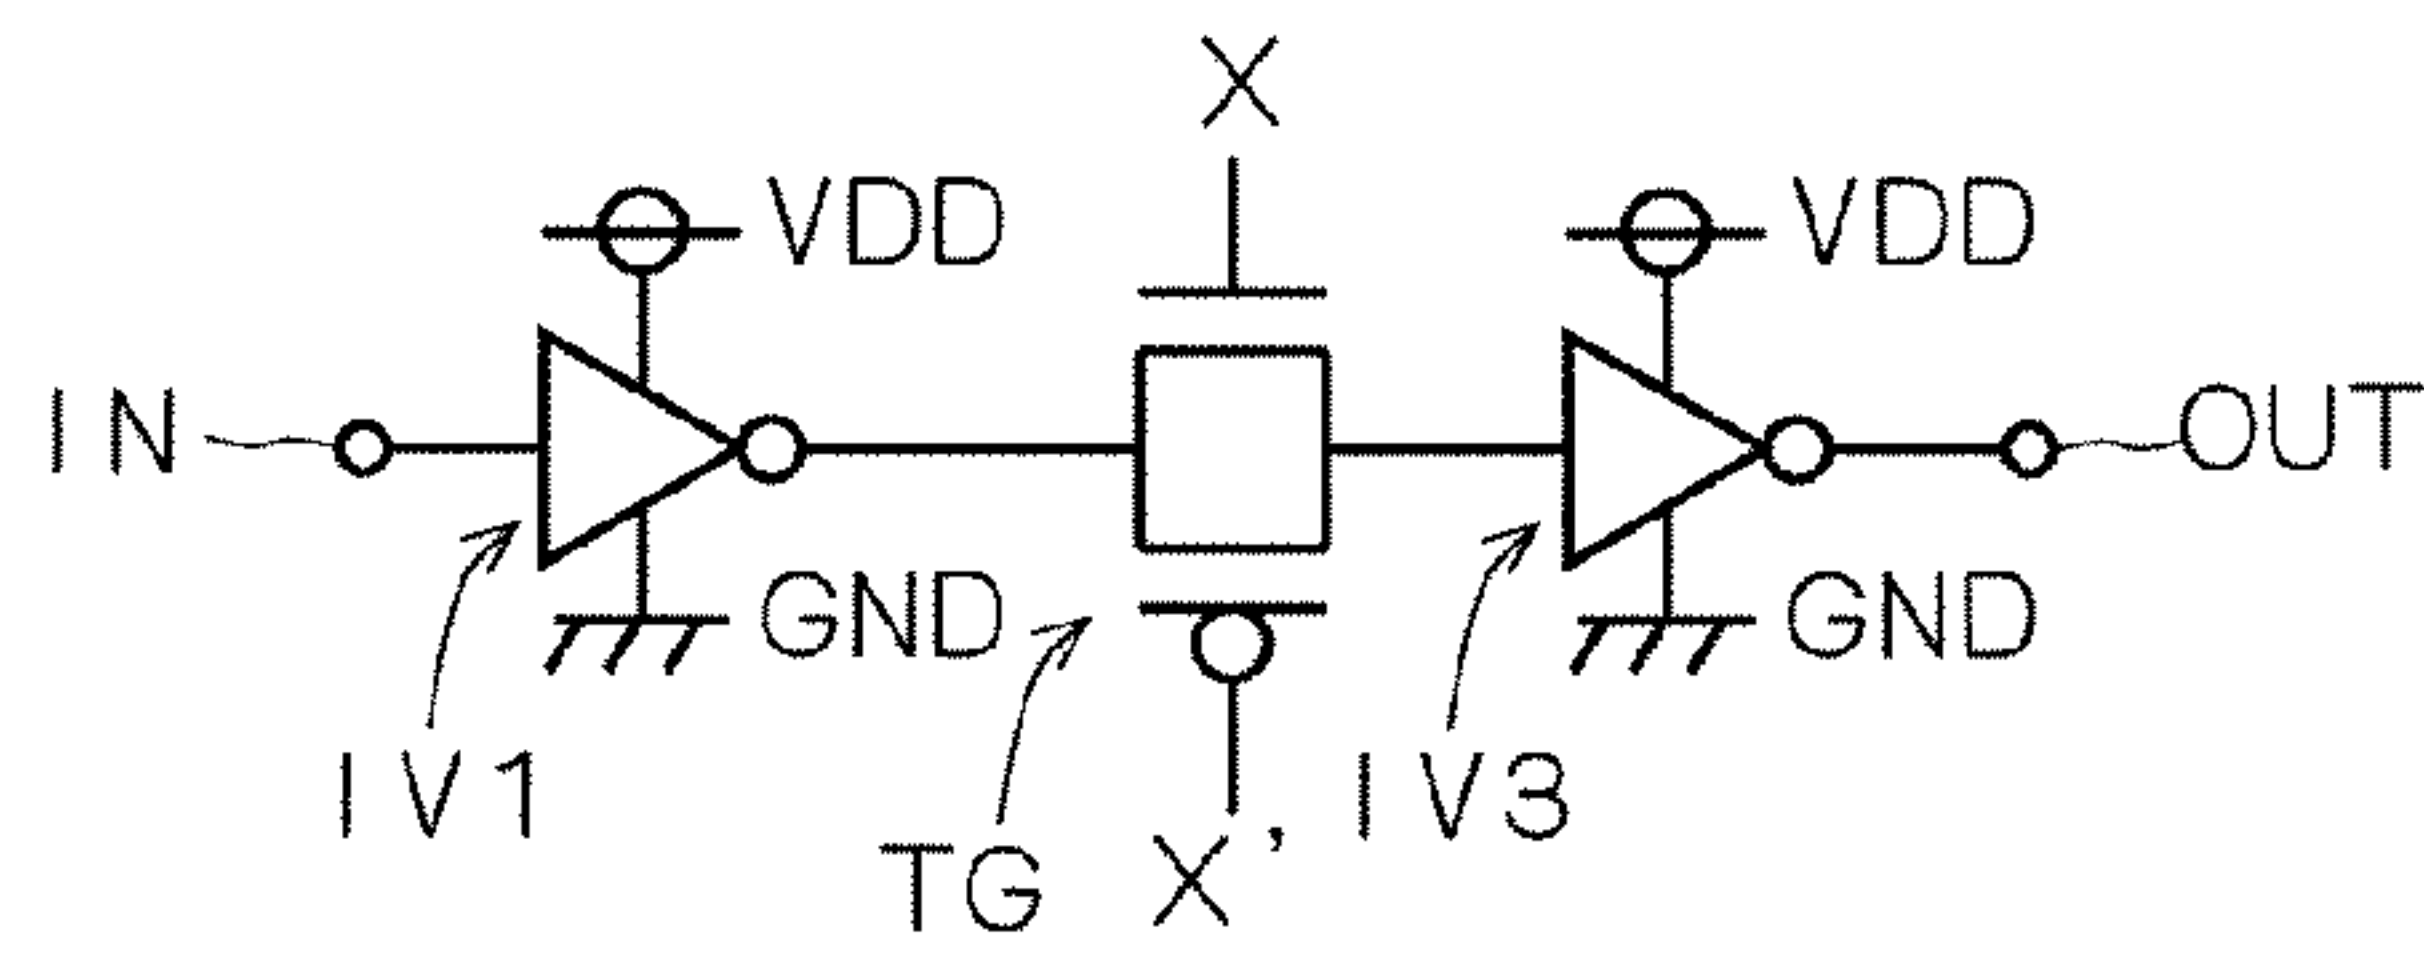 X
VDD
VDD
IN
OUT
GND
GND
IV1
IV3
TG
X'